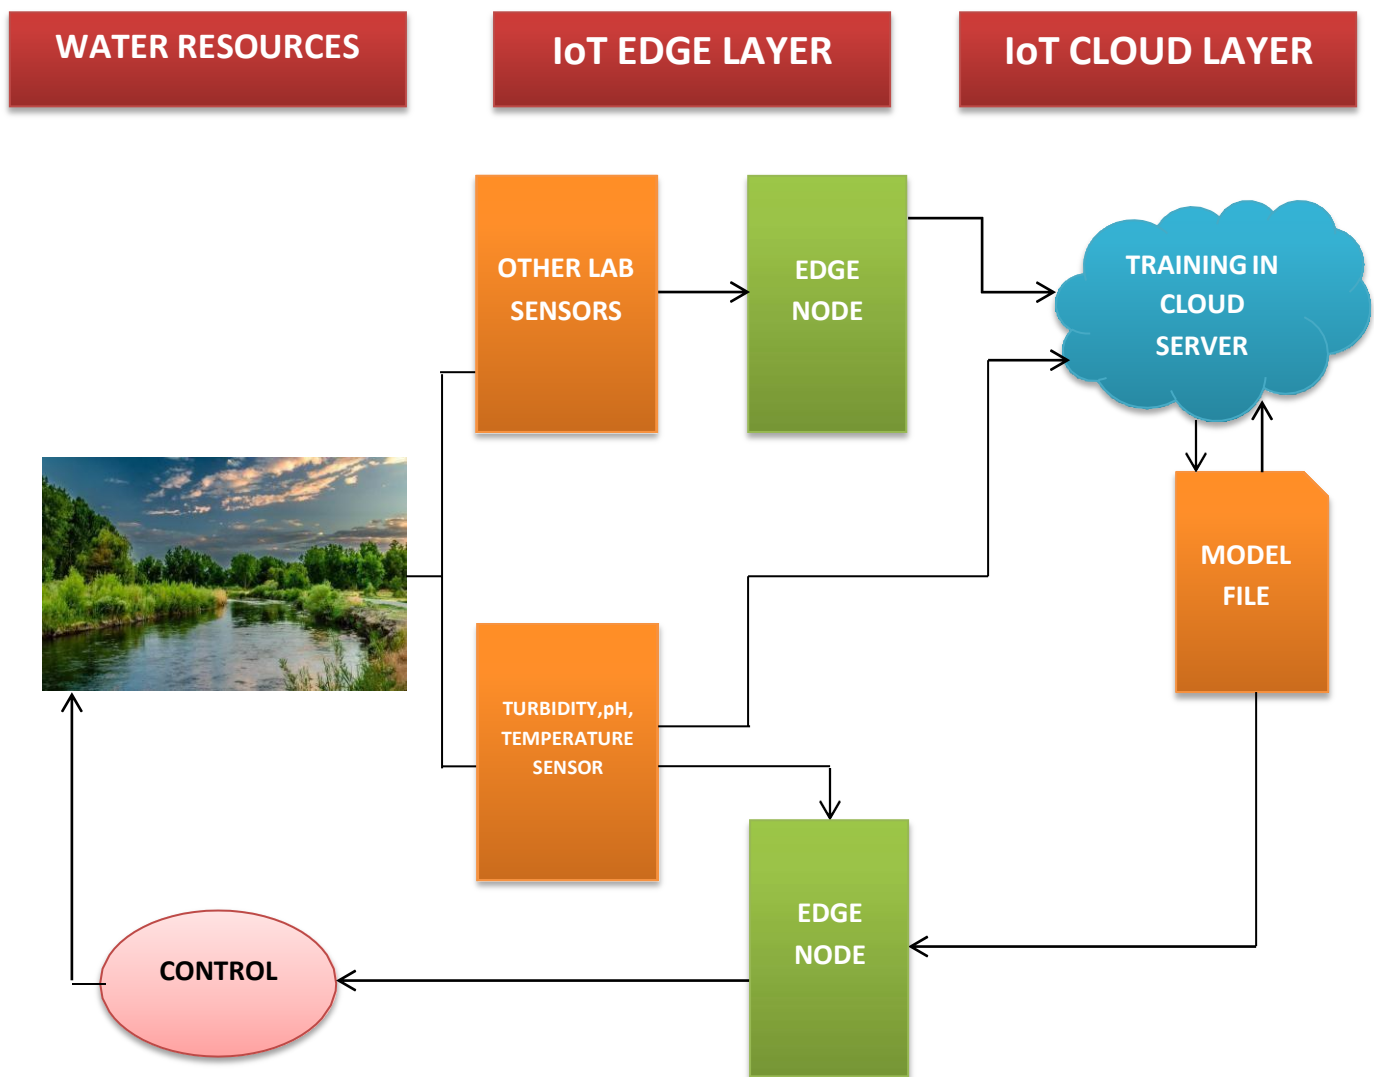 WATER RESOURCES
IoT EDGE LAYER
IoT CLOUD LAYER
OTHER LAB
SENSORS
EDGE
NODE
TRAINING IN
CLOUD
SERVER
MODEL
FILE
TURBIDITY,pH,
TEMPERATURE
SENSOR
EDGE
NODE
CONTROL